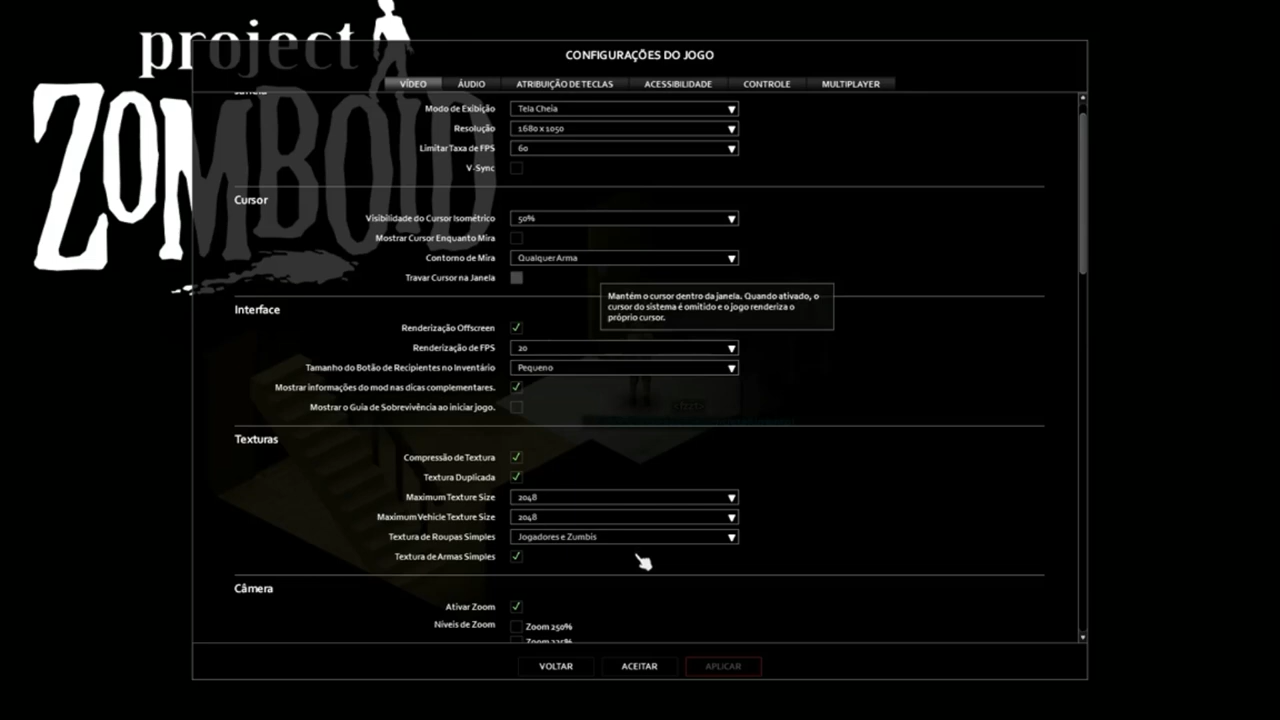 project
ZOMBOID
CONFIGURAÇÕES DO JOGO
VÍDEO ÁUDIO ATRIBUIÇÃO DE TECLAS ACESSIBILIDADE CONTROLE MULTIPLAYER
Janela
Modo de Exibição Tela Cheia
Resolução 1680 x 1050
Limitar Taxa de FPS 60
V-Sync
Cursor
Visibilidade do Cursor Isométrico 50%
Mostrar Cursor Enquanto Mira
Contorno de Mira Qualquer Arma
Travar Cursor na Janela
Mantém o cursor dentro da janela. Quando ativado, o
cursor do sistema é omitido e o jogo renderiza o
próprio cursor.
Interface
Renderização Offscreen
Renderização de FPS 20
Tamanho do Botão de Recipientes no Inventário Pequeno
Mostrar informações do mod nas dicas complementares.
Mostrar o Guia de Sobrevivência ao iniciar jogo.
Texturas
Compressão de Textura
Textura Duplicada
Maximum Texture Size 2048
Maximum Vehicle Texture Size 2048
Textura de Roupas Simples Jogadores e Zumbis
Textura de Armas Simples
Câmera
Ativar Zoom
Níveis de Zoom Zoom 250%
Zoom 225%
VOLTAR ACEITAR APLICAR